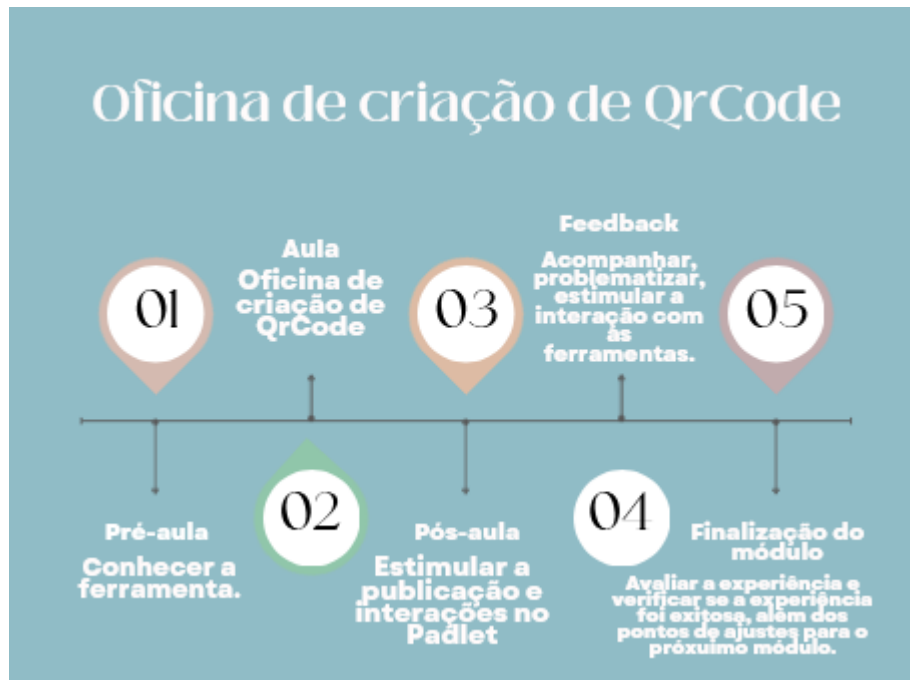 Oficina de criação de QrCode
01
Pré-aula
Conhecer a
ferramenta.
Aula
Oficina de
criação de
QrCode
02
03
Pós-aula
Estimular a
publicação e
interações no
Padlet
Feedback
Acompanhar,
problematizar,
estimular a
interação com
as
ferramentas.
04
05
Finalização do
módulo
Avaliar a experiência e
verificar se a experiência
foi exitosa, além dos
pontos de ajustes para o
próxuimo módulo.